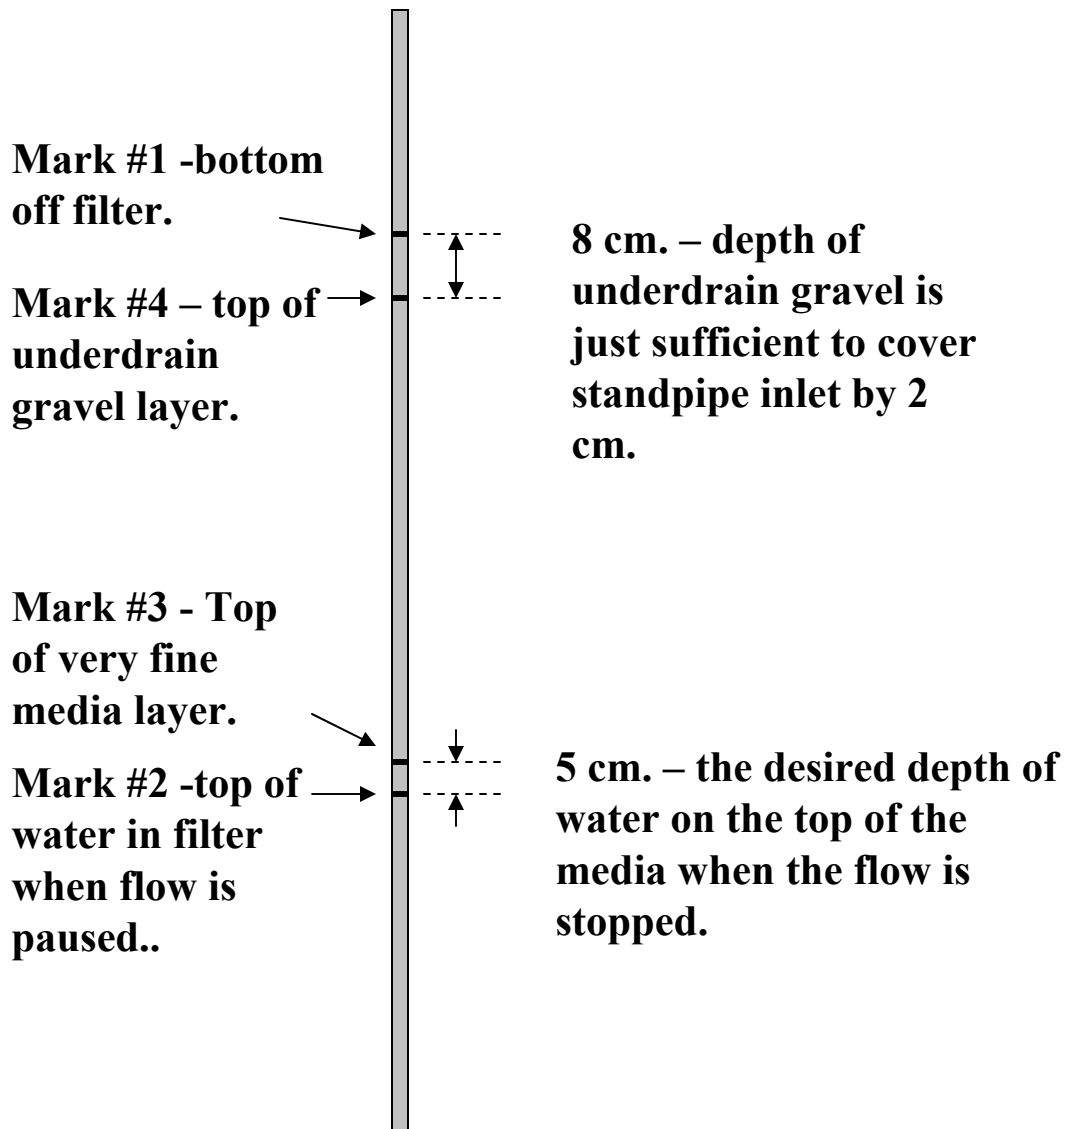 Mark #1 -bottom
off filter.
8 cm. – depth of
underdrain gravel is
just sufficient to cover
standpipe inlet by 2
cm.
Mark #4 – top of
underdrain
gravel layer.
Mark #3 - Top
of very fine
media layer.
Mark #2 -top of
water in filter
when flow is
paused..
5 cm. – the desired depth of
water on the top of the
media when the flow is
stopped.